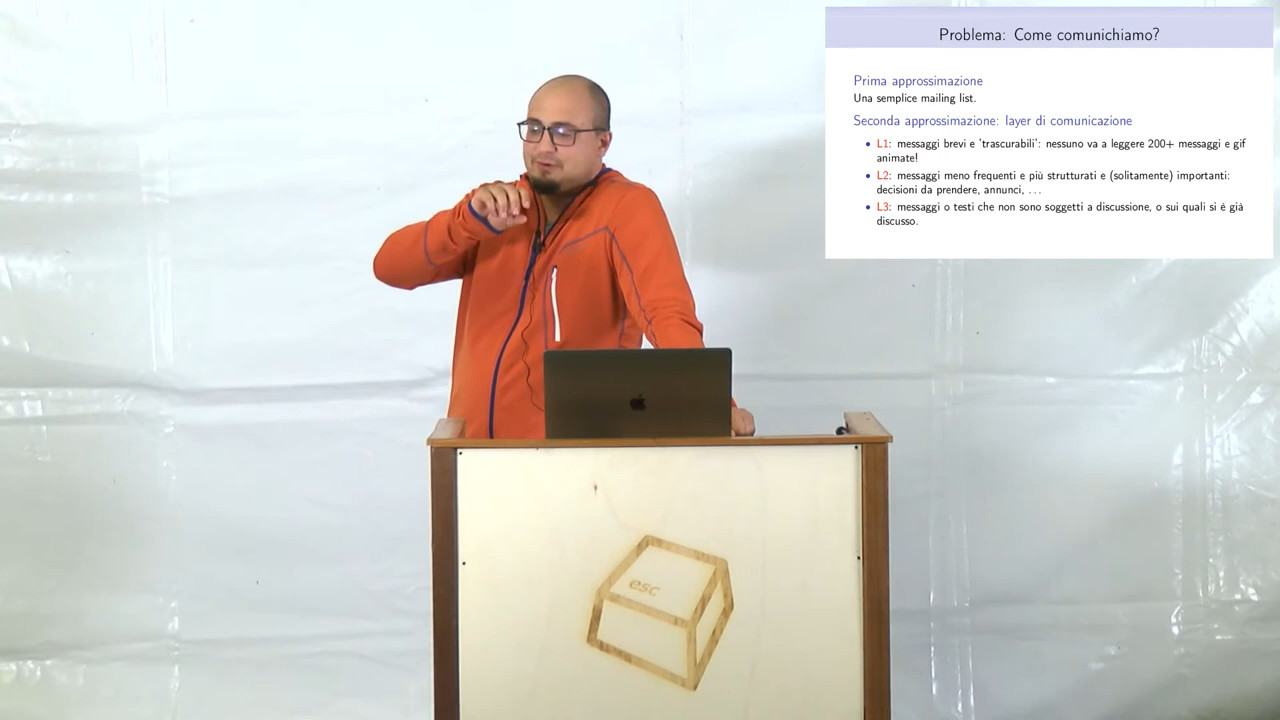 Problema: Come comunichiamo?
Prima approssimazione
Una semplice mailing list.
Seconda approssimazione: layer di comunicazione
L1: messaggi brevi e 'trascurabili': nessuno va a leggere 200+ messaggi e gif
animate!
L2: messaggi meno frequenti e più strutturati e (solitamente) importanti:
decisioni da prendere, annunci, ...
L3: messaggi o testi che non sono soggetti a discussione, o sui quali si è già
discusso.
esc